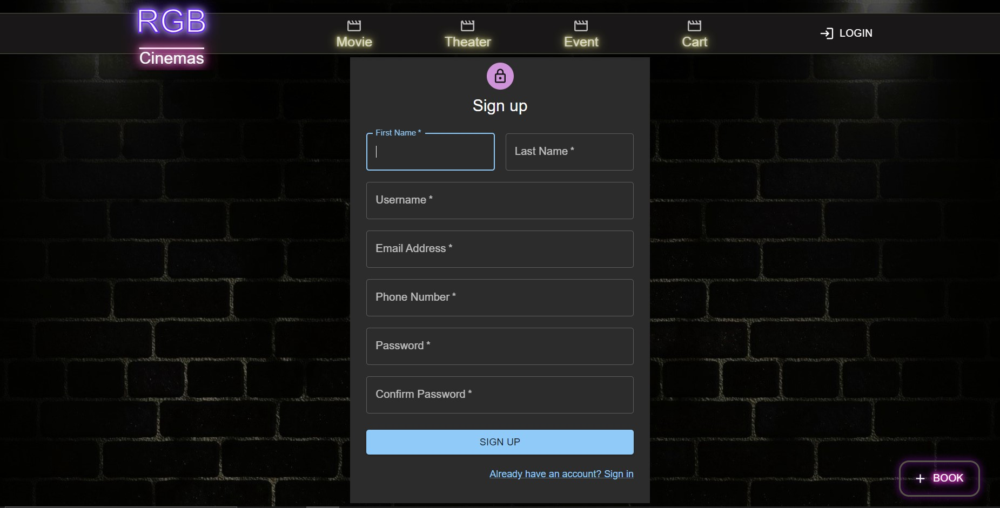 RGB
Cinemas
Movie
Theater
Event
Cart
LOGIN
Sign up
First Name *
Last Name *
Username *
Email Address *
Phone Number *
Password *
Confirm Password *
SIGN UP
Already have an account? Sign in
+ BOOK